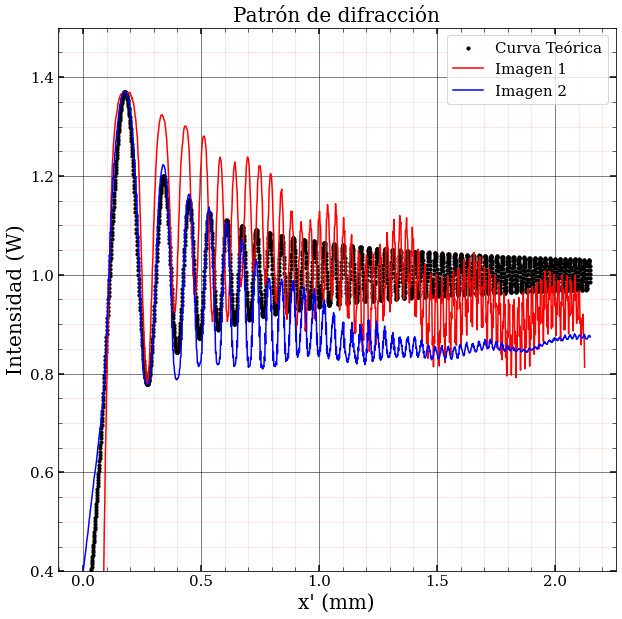 Patrón de difracción
Curva Teórica
Imagen 1
Imagen 2
Intensidad (W)
1.4
1.2
1.0
0.8
0.6
0.4
0.0 0.5 1.0 1.5 2.0
x' (mm)